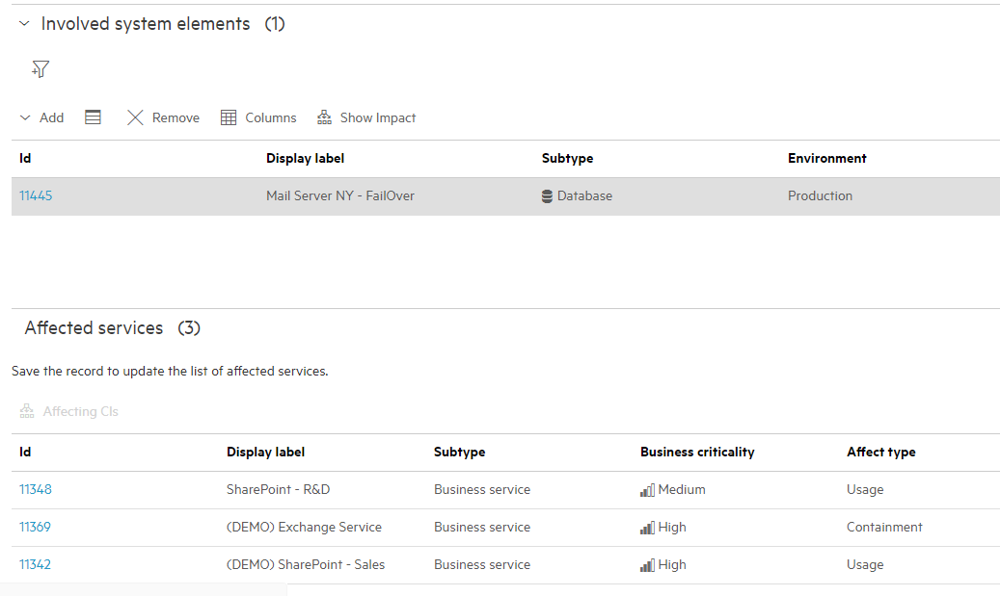 Involved system elements (1)
Add Remove Columns Show Impact
Id Display label Subtype Environment
11445 Mail Server NY - FailOver Database Production
Affected services (3)
Save the record to update the list of affected services.
Affecting CIs
Id Display label Subtype Business criticality Affect type
11348 SharePoint - R&D Business service Medium Usage
11369 (DEMO) Exchange Service Business service High Containment
11342 (DEMO) SharePoint - Sales Business service High Usage